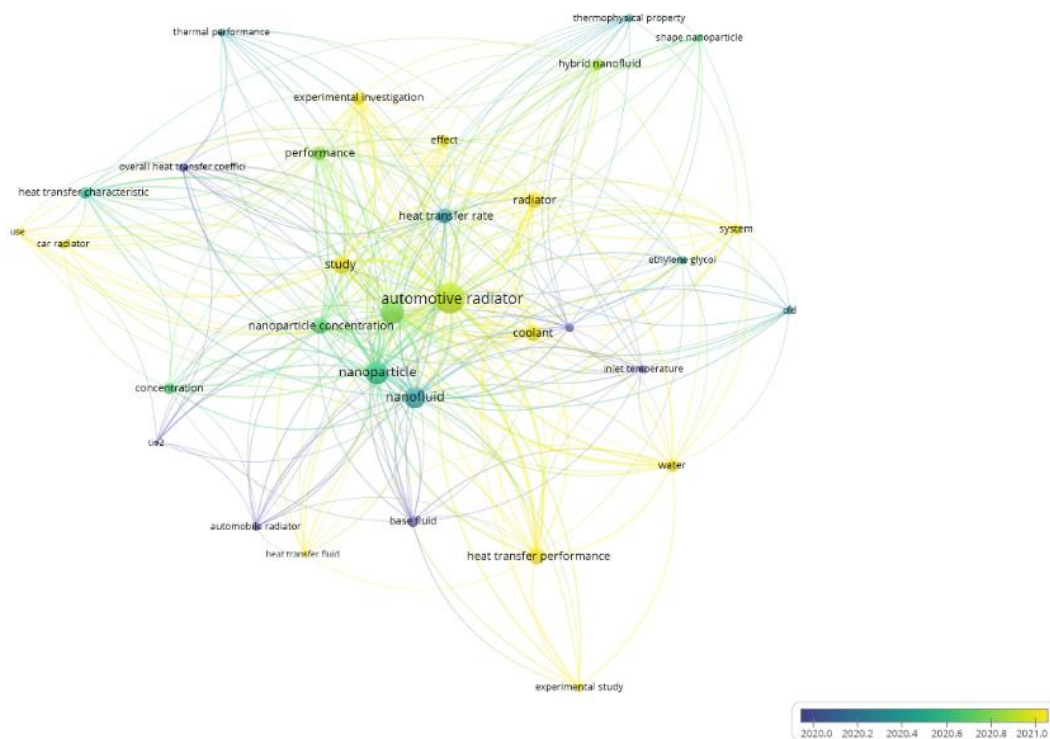 thermophysical property
thermal performance
shape nanoparticle
hybrid nanofluid
experimental investigation
effect
performance
overall heat transfer coeffici
heat transfer characteristic
radiator
heat transfer rate
use
system
car radiator
ethylene glycol
study
automotive radiator
cfd
nanoparticle concentration
coolant
inlet temperature
nanoparticle
concentration
nanofluid
tio2
water
base fluid
automobile radiator
heat transfer fluid
heat transfer performance
experimental study
2020.0 2020.2 2020.4 2020.6 2020.8 2021.0